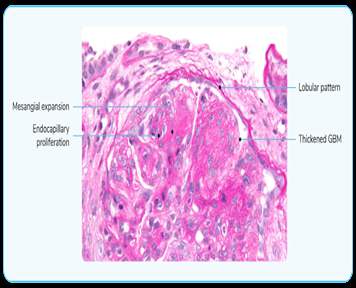 Lobular pattern
Mesangial expansion
Endocapillary
proliferation
Thickened GBM